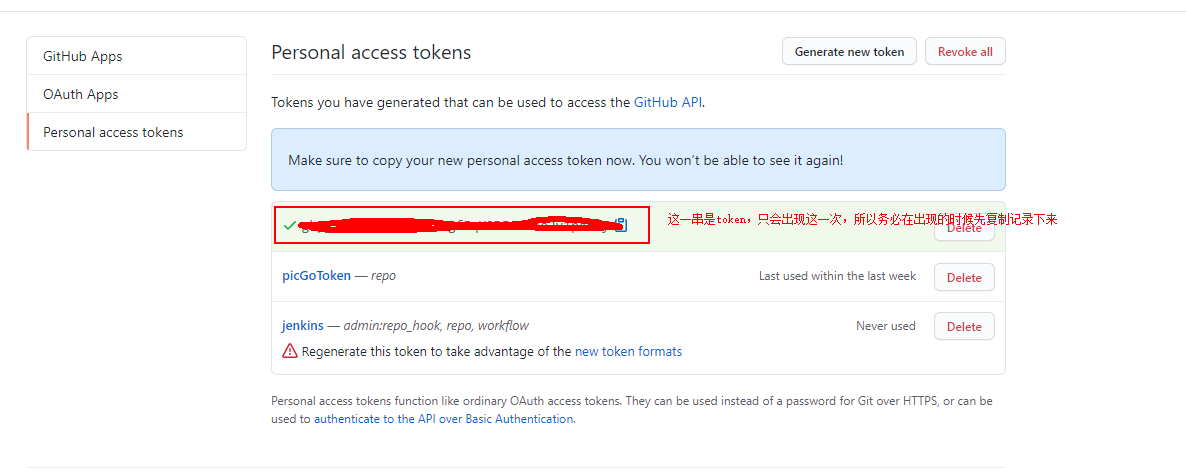 GitHub Apps
OAuth Apps
Personal access tokens
Personal access tokens
Generate new token
Revoke all
Tokens you have generated that can be used to access the GitHub API.
Make sure to copy your new personal access token now. You won't be able to see it again!
这一串是token，只会出现这一次，所以务必在出现的时候先复制记录下来
Delete
picGoToken — repo
Last used within the last week
Delete
jenkins — admin:repo_hook, repo, workflow
Never used
Delete
Regenerate this token to take advantage of the new token formats
Personal access tokens function like ordinary OAuth access tokens. They can be used instead of a password for Git over HTTPS, or can be
used to authenticate to the API over Basic Authentication.